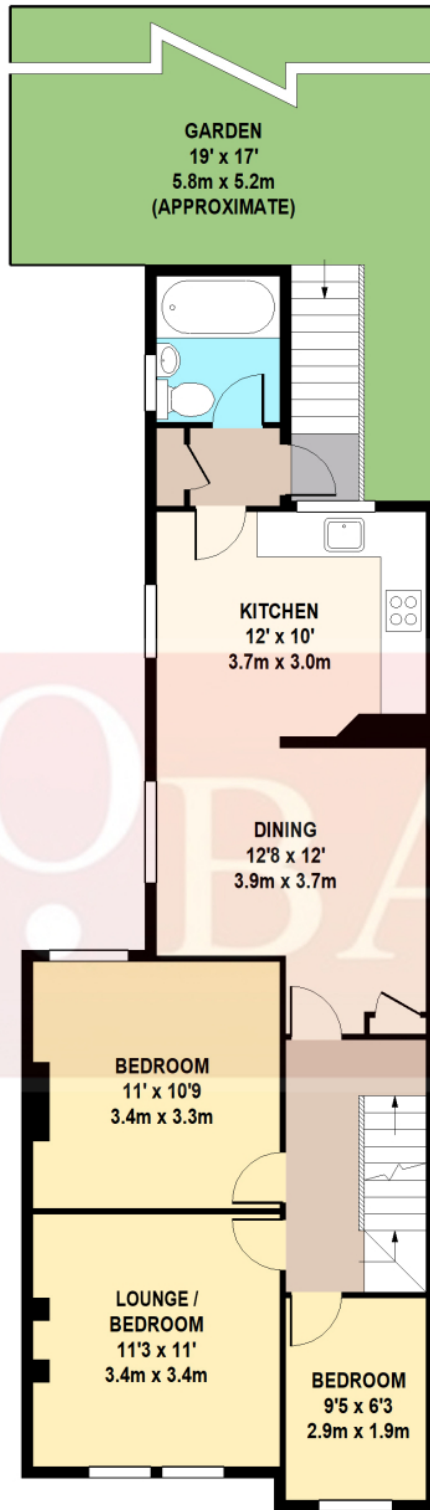 GARDEN
19' x 17'
5.8m x 5.2m
(APPROXIMATE)
KITCHEN
12' x 10'
3.7m x 3.0m
DINING
12'8 x 12'
3.9m x 3.7m
BEDROOM
11' x 10'9
3.4m x 3.3m
LOUNGE /
BEDROOM
11'3 x 11'
3.4m x 3.4m
BEDROOM
9'5 x 6'3
2.9m x 1.9m